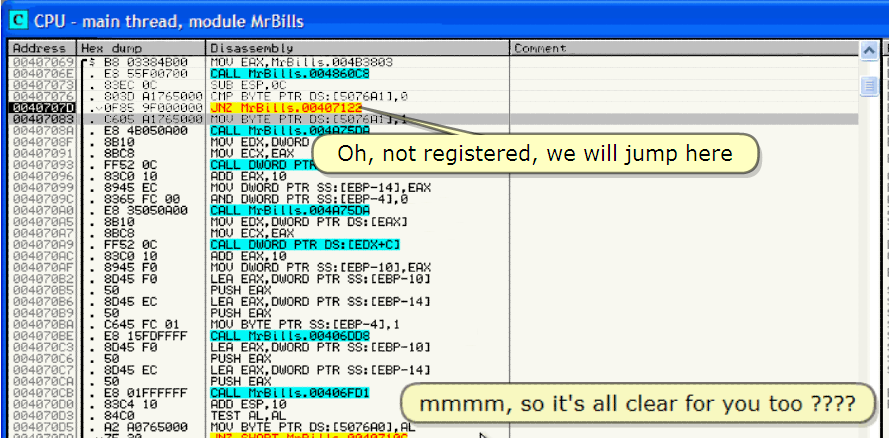 C CPU - main thread, module MrBills
Address Hex dump Disassembly Comment
00407069 r$ B8 03384B00 MOV EAX,MrBills.004B3803
0040706E . E8 55F00700 CALL MrBills.004860C8
00407073 . 83EC 0C SUB ESP,0C
00407076 . 803D A1765000 CMP BYTE PTR DS:[5076A1],0
0040707D .v0F85 9F000000 JNZ MrBills.00407122
00407083 . C605 A1765000 MOV BYTE PTR DS:[5076A1],1
0040708A . E8 4B050A00 CALL MrBills.004A75DA
0040708F . 8B10 MOV EDX,DWORD
00407091 . 8BC8 MOV ECX,EAX
00407093 . FF52 0C CALL DWORD PTR
Oh, not registered, we will jump here
00407096 . 83C0 10 ADD EAX,10
00407099 . 8945 EC MOV DWORD PTR SS:[EBP-14],EAX
0040709C . 8365 FC 00 AND DWORD PTR SS:[EBP-4],0
004070A0 . E8 35050A00 CALL MrBills.004A75DA
004070A5 . 8B10 MOV EDX,DWORD PTR DS:[EAX]
004070A7 . 8BC8 MOV ECX,EAX
004070A9 . FF52 0C CALL DWORD PTR DS:[EDX+C]
004070AC . 83C0 10 ADD EAX,10
004070AF . 8945 F0 MOV DWORD PTR SS:[EBP-10],EAX
004070B2 . 8D45 F0 LEA EAX,DWORD PTR SS:[EBP-10]
004070B5 . 50 PUSH EAX
004070B6 . 8D45 EC LEA EAX,DWORD PTR SS:[EBP-14]
004070B9 . 50 PUSH EAX
004070BA . C645 FC 01 MOV BYTE PTR SS:[EBP-4],1
004070BE . E8 15FDFFFF CALL MrBills.00406DD8
004070C3 . 8D45 F0 LEA EAX,DWORD PTR SS:[EBP-10]
004070C6 . 50 PUSH EAX
004070C7 . 8D45 EC LEA EAX,DWORD PTR SS:[EBP-14]
004070CA . 50 PUSH EAX
004070CB . E8 01FFFFFF CALL MrBills.00406FD1
004070D0 . 83C4 10 ADD ESP,10
004070D3 . 84C0 TEST AL,AL
004070D5 . A2 A0765000 MOV BYTE PTR DS:[5076A0],AL
mmmm, so it's all clear for you too ????
JNZ SHORT MrBills.0040710C